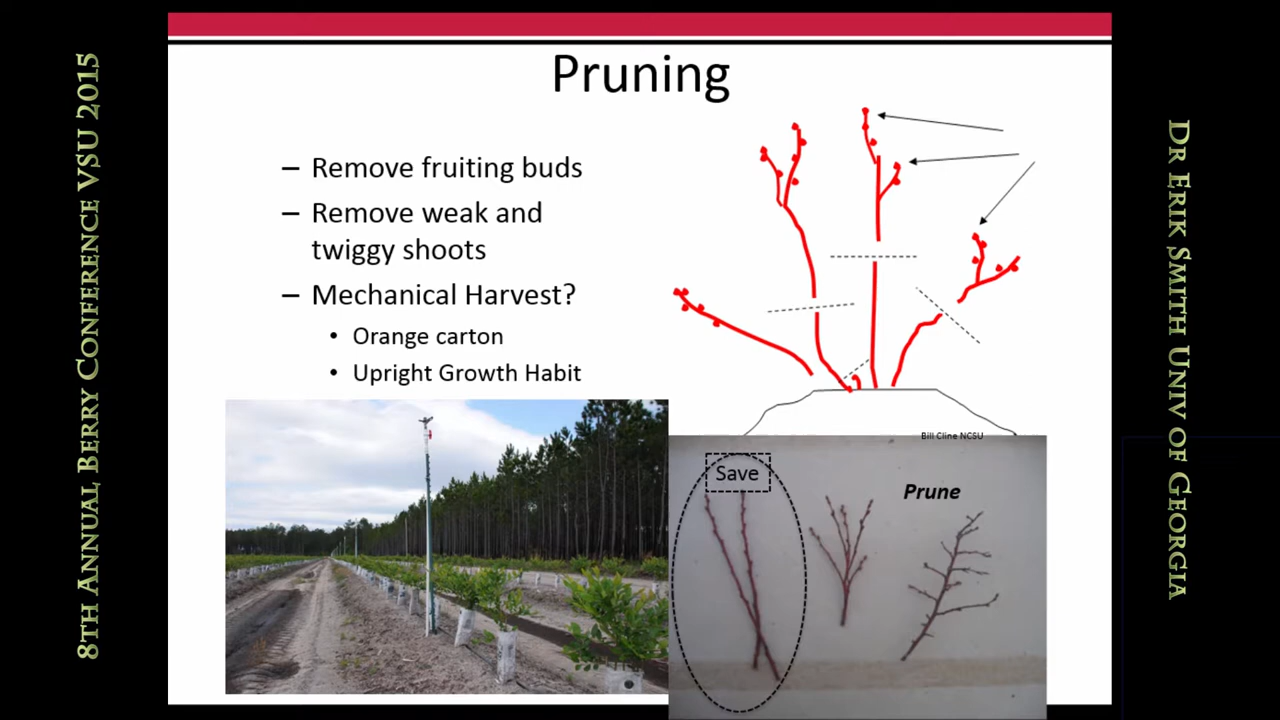 Pruning
– Remove fruiting buds
– Remove weak and
twiggy shoots
– Mechanical Harvest?
• Orange carton
• Upright Growth Habit
Bill Cline NCSU
Save
Prune
8th Annual Berry Conference VSU 2015
Dr Erik Smith Univ of Georgia